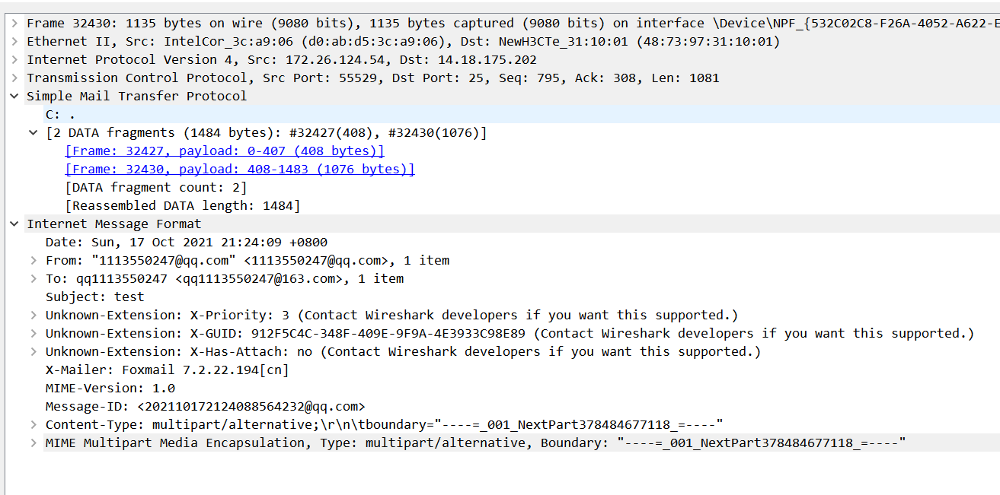 Frame 32430: 1135 bytes on wire (9080 bits), 1135 bytes captured (9080 bits) on interface \Device\NPF_{532C02C8-F26A-4052-A622-E
Ethernet II, Src: IntelCor_3c:a9:06 (d0:ab:d5:3c:a9:06), Dst: NewH3CTe_31:10:01 (48:73:97:31:10:01)
Internet Protocol Version 4, Src: 172.26.124.54, Dst: 14.18.175.202
Transmission Control Protocol, Src Port: 55529, Dst Port: 25, Seq: 795, Ack: 308, Len: 1081
Simple Mail Transfer Protocol
C: .
[2 DATA fragments (1484 bytes): #32427(408), #32430(1076)]
[Frame: 32427, payload: 0-407 (408 bytes)]
[Frame: 32430, payload: 408-1483 (1076 bytes)]
[DATA fragment count: 2]
[Reassembled DATA length: 1484]
Internet Message Format
Date: Sun, 17 Oct 2021 21:24:09 +0800
From: "1113550247@qq.com" <1113550247@qq.com>, 1 item
To: qq1113550247 <qq1113550247@163.com>, 1 item
Subject: test
Unknown-Extension: X-Priority: 3 (Contact Wireshark developers if you want this supported.)
Unknown-Extension: X-GUID: 912F5C4C-348F-409E-9F9A-4E3933C98E89 (Contact Wireshark developers if you want this supported.)
Unknown-Extension: X-Has-Attach: no (Contact Wireshark developers if you want this supported.)
X-Mailer: Foxmail 7.2.22.194[cn]
MIME-Version: 1.0
Message-ID: <202110172124088564232@qq.com>
Content-Type: multipart/alternative;\r\n\tboundary="----=_001_NextPart378484677118_=----"
MIME Multipart Media Encapsulation, Type: multipart/alternative, Boundary: "----=_001_NextPart378484677118_=----"